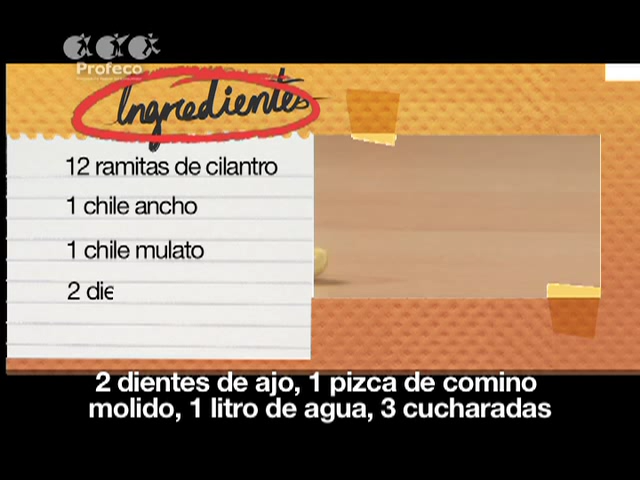 Profeco
Ingredientes
12 ramitas de cilantro
1 chile ancho
1 chile mulato
2 die
2 dientes de ajo, 1 pizca de comino
molido, 1 litro de agua, 3 cucharadas